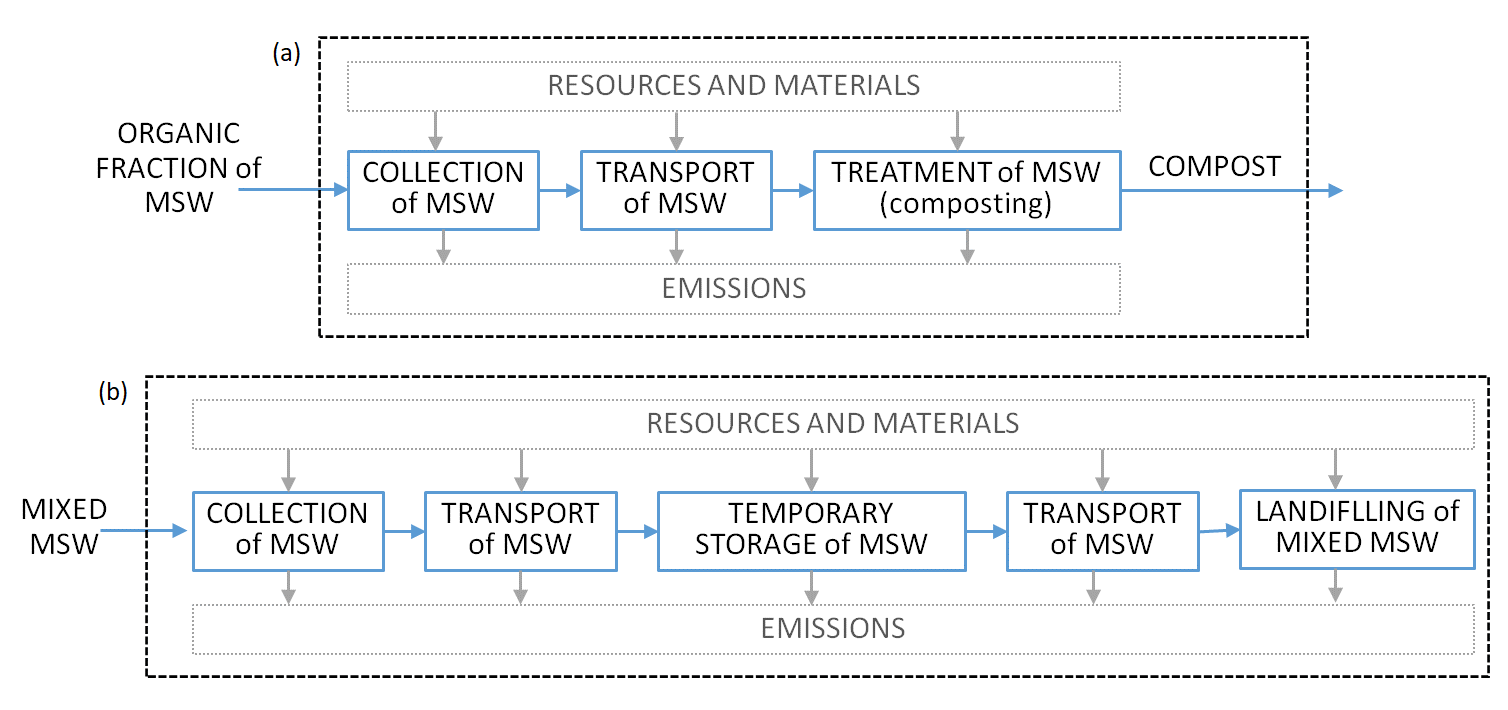 (a)
RESOURCES AND MATERIALS
ORGANIC
FRACTION of
MSW
COLLECTION
of MSW
TRANSPORT
of MSW
TREATMENT of MSW
(composting)
COMPOST
EMISSIONS
(b)
RESOURCES AND MATERIALS
MIXED
MSW
COLLECTION
of MSW
TRANSPORT
of MSW
TEMPORARY
STORAGE of MSW
TRANSPORT
of MSW
LANDIFLLING of
MIXED MSW
EMISSIONS